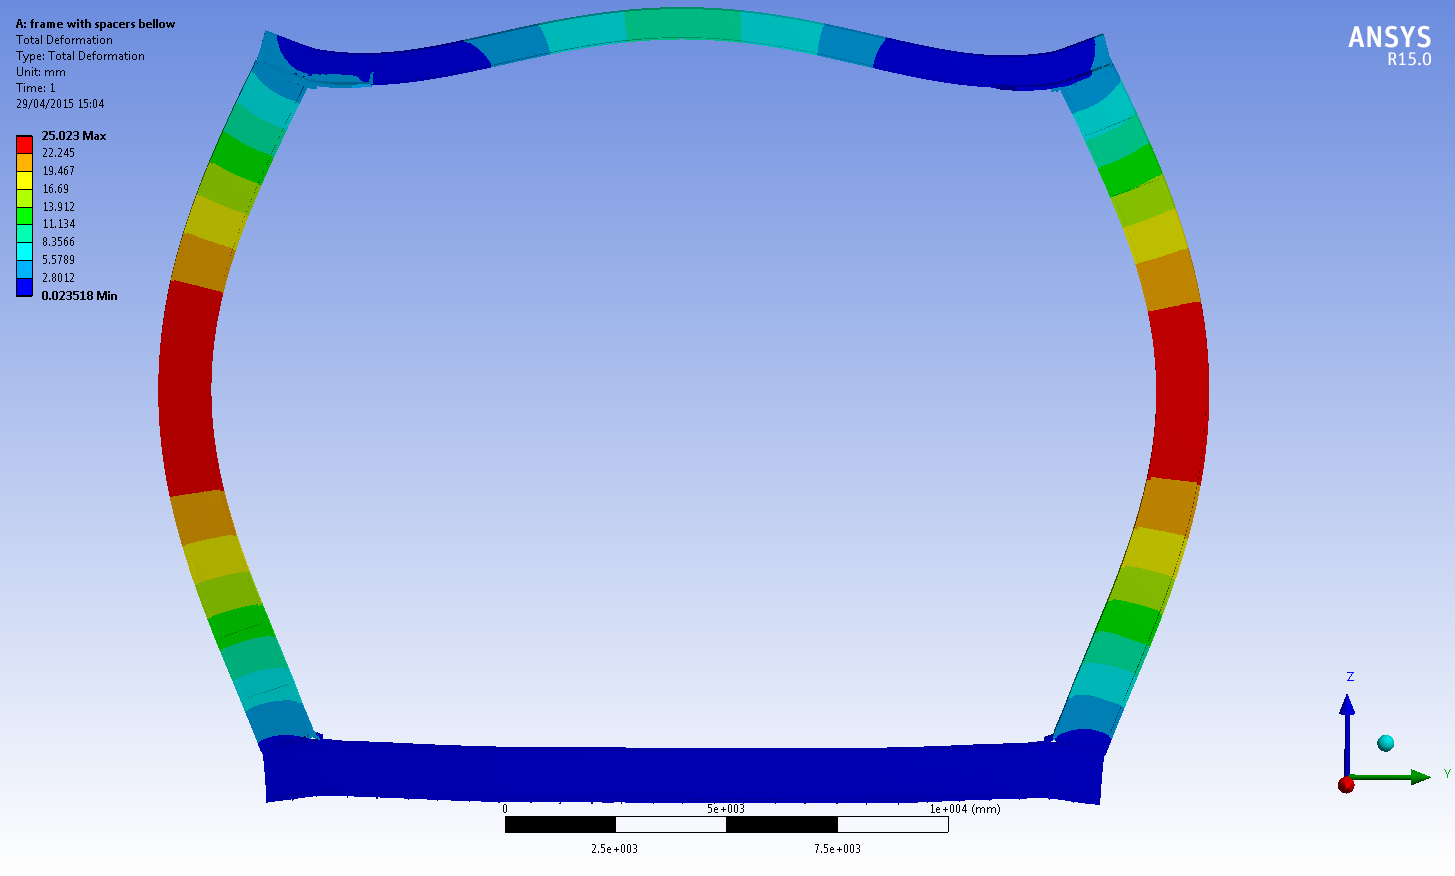 A: frame with spacers bellow
Total Deformation
Type: Total Deformation
Unit: mm
Time: 1
29/04/2015 15:04
25.023 Max
22.245
19.467
16.69
13.912
11.134
8.3566
5.5789
2.8012
0.023518 Min
ANSYS
R15.0
Z
Y
0 5e+003 1e+004 (mm)
2.5e+003 7.5e+003